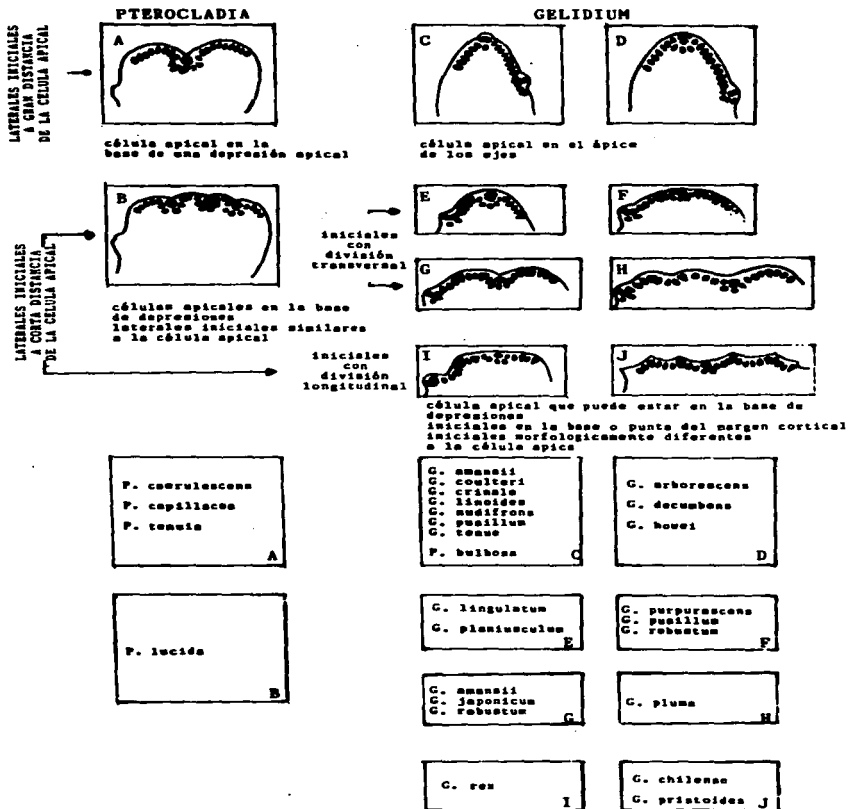 PTEROCLADIA
GELIDIUM
LATERALES INICIALES
A GRAN DISTANCIA
DE LA CELULA APICAL
A
C
D
célula apical en la
base de una depresión apical
célula apical en el ápice
de los ejes
LATERALES INICIALES
A CORTA DISTANCIA
DE LA CELULA APICAL
B
E
F
iniciales
con
división
transversal
G
H
células apicales en la base
de depresiones
laterales iniciales similares
a la célula apical
iniciales
con
división
longitudinal
I
J
célula apical que puede estar en la base de
depresiones
iniciales en la base o punta del margen cortical
iniciales morfologicamente diferentes
a la célula apica
P. caerulescens
P. capillacea
P. tenuis
A
G. amansii
G. coulteri
G. crinale
G. linoides
G. nudifrons
G. pusillum
G. tenue
P. bulbosa
C
G. arborescens
G. decumbens
G. howei
D
P. lucida
B
G. lingulatum
G. planiusculum
E
G. purpurascens
G. pusillum
G. robustum
F
G. amansii
G. japonicum
G. robustum
G
G. pluma
H
G. rex
I
G. chilense
G. pristoides
J